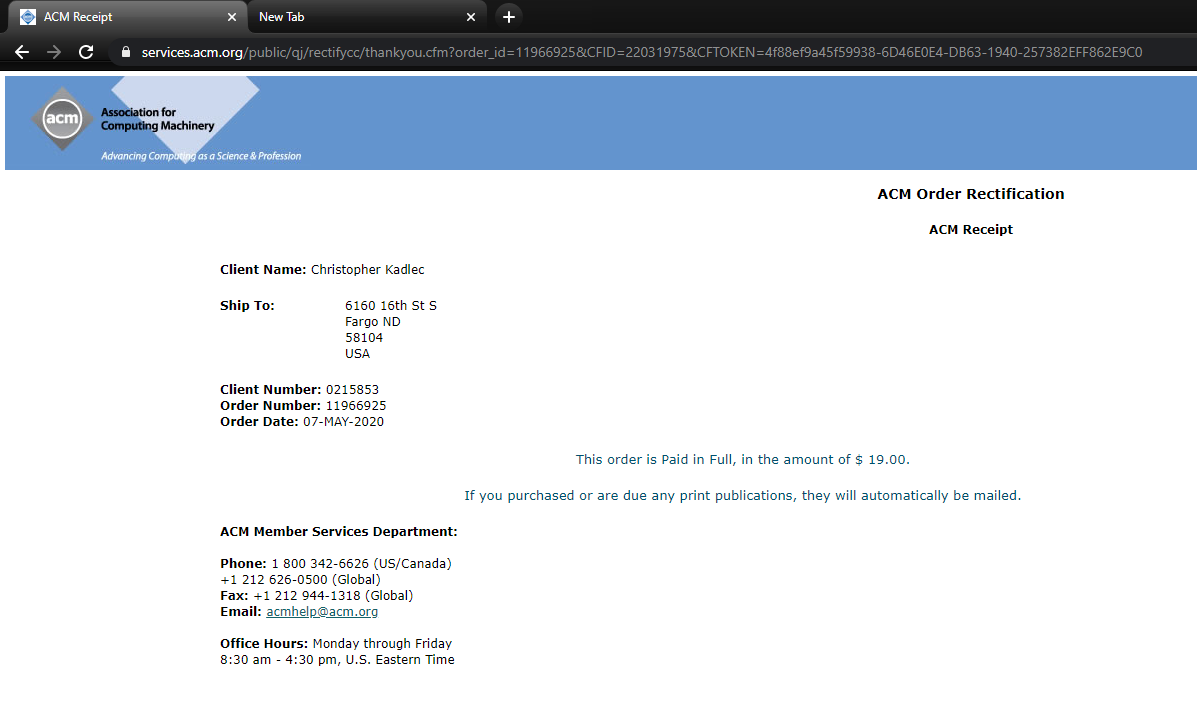 ACM Receipt
New Tab
services.acm.org/public/qj/rectifycc/thankyou.cfm?order_id=11966925&CFID=22031975&CFTOKEN=4f88ef9a45f59938-6D46E0E4-DB63-1940-257382EFF862E9C0
acm
Association for
Computing Machinery
Advancing Computing as a Science & Profession
ACM Order Rectification
ACM Receipt
Client Name: Christopher Kadlec
Ship To: 6160 16th St S
Fargo ND
58104
USA
Client Number: 0215853
Order Number: 11966925
Order Date: 07-MAY-2020
This order is Paid in Full, in the amount of $ 19.00.
If you purchased or are due any print publications, they will automatically be mailed.
ACM Member Services Department:
Phone: 1 800 342-6626 (US/Canada)
+1 212 626-0500 (Global)
Fax: +1 212 944-1318 (Global)
Email: acmhelp@acm.org
Office Hours: Monday through Friday
8:30 am - 4:30 pm, U.S. Eastern Time